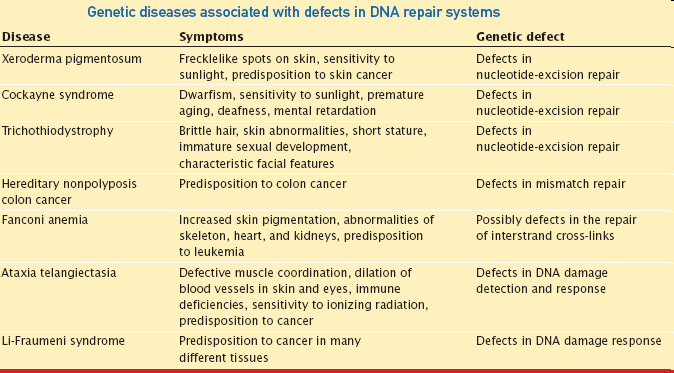 Genetic diseases associated with defects in DNA repair systems
Disease Symptoms Genetic defect
Xeroderma pigmentosum Frecklelike spots on skin, sensitivity to Defects in
sunlight, predisposition to skin cancer nucleotide-excision repair
Cockayne syndrome Dwarfism, sensitivity to sunlight, premature Defects in
aging, deafness, mental retardation nucleotide-excision repair
Trichothiodystrophy Brittle hair, skin abnormalities, short stature, Defects in
immature sexual development, nucleotide-excision repair
characteristic facial features
Hereditary nonpolyposis Predisposition to colon cancer Defects in mismatch repair
colon cancer
Fanconi anemia Increased skin pigmentation, abnormalities of Possibly defects in the repair
skeleton, heart, and kidneys, predisposition of interstrand cross-links
to leukemia
Ataxia telangiectasia Defective muscle coordination, dilation of Defects in DNA damage
blood vessels in skin and eyes, immune detection and response
deficiencies, sensitivity to ionizing radiation,
predisposition to cancer
Li-Fraumeni syndrome Predisposition to cancer in many Defects in DNA damage response
different tissues